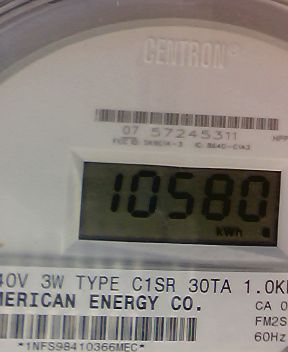 CENTRON®
07 57245311
10580
kWh
40V 3W TYPE C1SR 30TA 1.0K
MERICAN ENERGY CO.
CA 0
FM2S
60Hz
*1NFS98410366MEC*